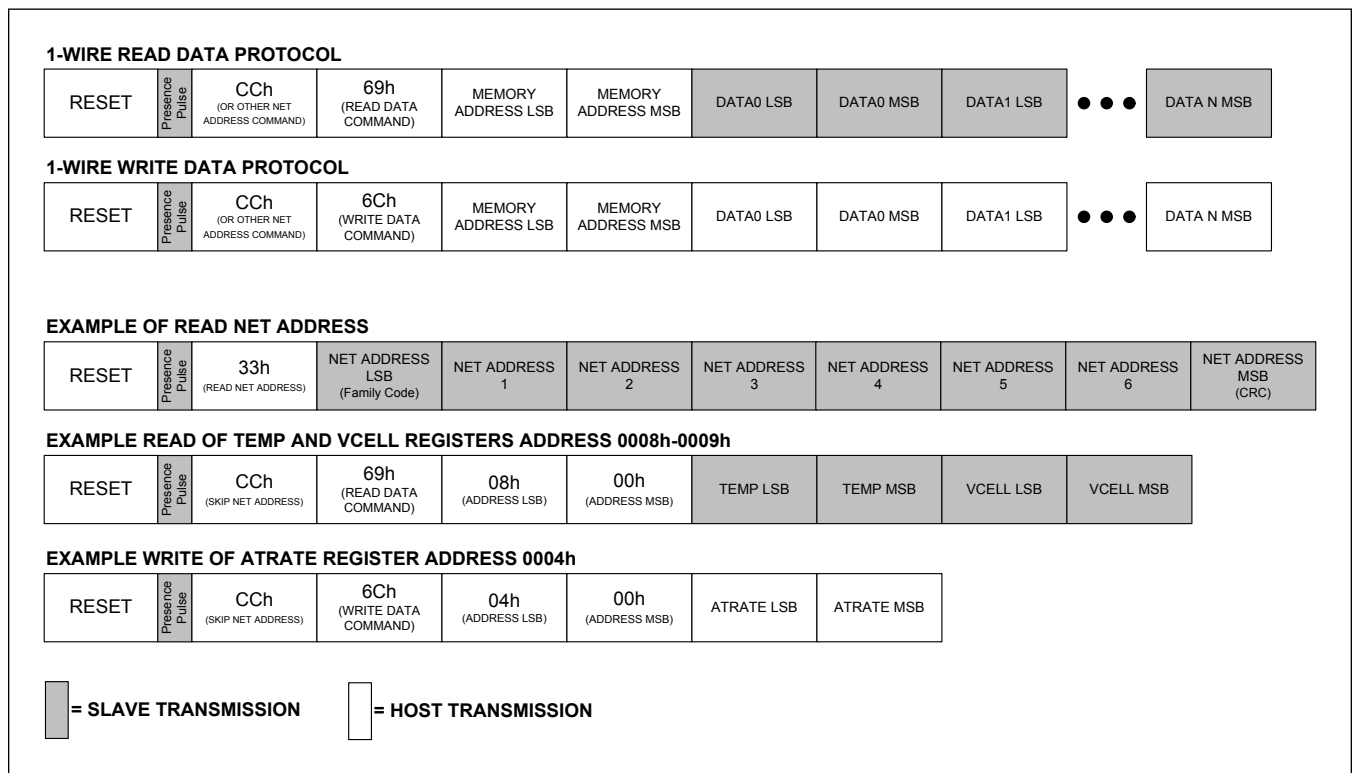 1-WIRE READ DATA PROTOCOL
RESET
Presence
Pulse
CCh
(OR OTHER NET
ADDRESS COMMAND)
69h
(READ DATA
COMMAND)
MEMORY
ADDRESS LSB
MEMORY
ADDRESS MSB
DATA0 LSB
DATA0 MSB
DATA1 LSB
DATA N MSB
1-WIRE WRITE DATA PROTOCOL
RESET
Presence
Pulse
CCh
(OR OTHER NET
ADDRESS COMMAND)
6Ch
(WRITE DATA
COMMAND)
MEMORY
ADDRESS LSB
MEMORY
ADDRESS MSB
DATA0 LSB
DATA0 MSB
DATA1 LSB
DATA N MSB
EXAMPLE OF READ NET ADDRESS
RESET
Presence
Pulse
33h
(READ NET ADDRESS)
NET ADDRESS
LSB
(Family Code)
NET ADDRESS
1
NET ADDRESS
2
NET ADDRESS
3
NET ADDRESS
4
NET ADDRESS
5
NET ADDRESS
6
NET ADDRESS
MSB
(CRC)
EXAMPLE READ OF TEMP AND VCELL REGISTERS ADDRESS 0008h-0009h
RESET
Presence
Pulse
CCh
(SKIP NET ADDRESS)
69h
(READ DATA
COMMAND)
08h
(ADDRESS LSB)
00h
(ADDRESS MSB)
TEMP LSB
TEMP MSB
VCELL LSB
VCELL MSB
EXAMPLE WRITE OF ATRATE REGISTER ADDRESS 0004h
RESET
Presence
Pulse
CCh
(SKIP NET ADDRESS)
6Ch
(WRITE DATA
COMMAND)
04h
(ADDRESS LSB)
00h
(ADDRESS MSB)
ATRATE LSB
ATRATE MSB
= SLAVE TRANSMISSION
= HOST TRANSMISSION